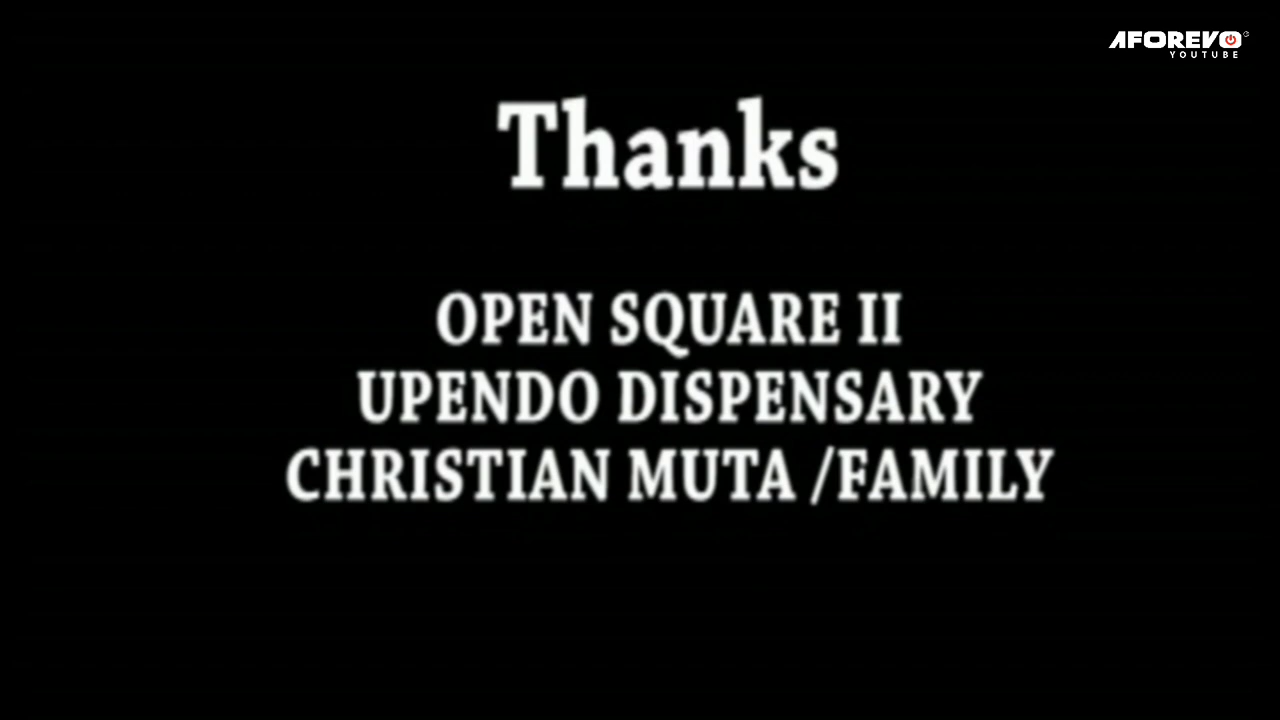 AFOREVO
YOUTUBE
Thanks
OPEN SQUARE II
UPENDO DISPENSARY
CHRISTIAN MUTA /FAMILY